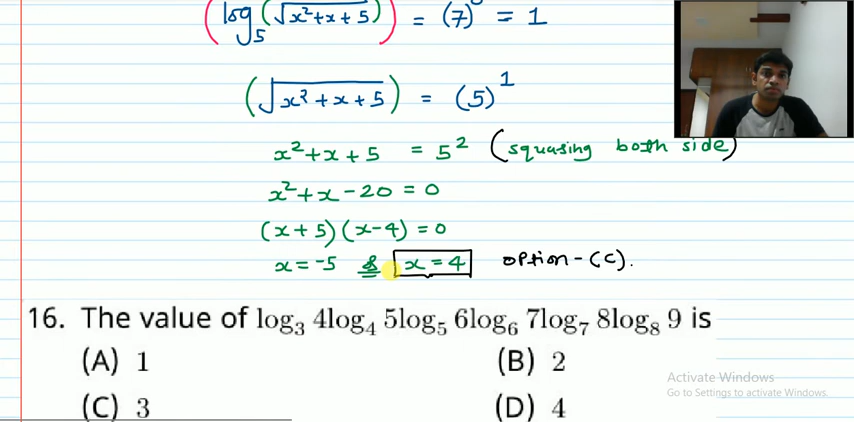 (log₅(√x²+x+5)) = (7)⁰ = 1
(√x²+x+5) = (5)¹
x²+x+5 = 5² (squasing both side)
x²+x-20=0
(x+5)(x-4)=0
x=-5 & x=4 option-(C).
16. The value of log₃ 4log₄ 5log₅ 6log₆ 7log₇ 8log₈ 9 is
(A) 1 (B) 2
(C) 3 (D) 4
Activate Windows
Go to Settings to activate Windows.